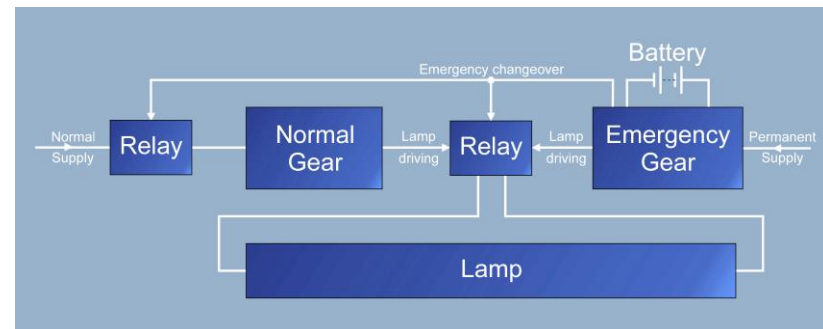 Battery
Emergency changeover
Normal
Supply
Relay
Normal
Gear
Lamp
driving
Relay
Lamp
driving
Emergency
Gear
Permanent
Supply
Lamp